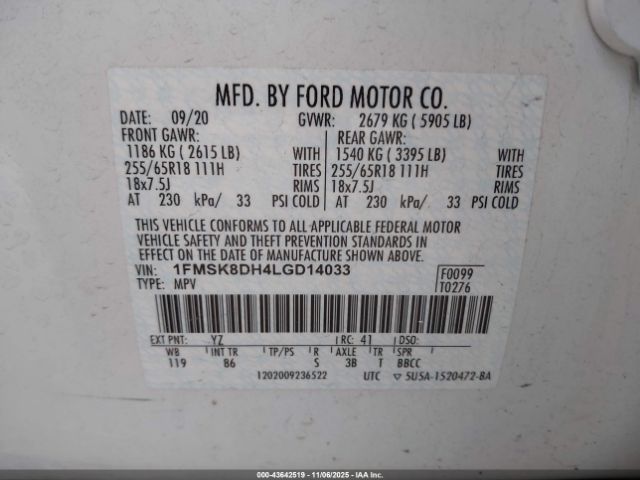 MFD. BY FORD MOTOR CO.
DATE: 09/20 GVWR: 2679 KG ( 5905 LB)
FRONT GAWR: REAR GAWR:
1186 KG ( 2615 LB) WITH 1540 KG ( 3395 LB) WITH
255/65R18 111H TIRES 255/65R18 111H TIRES
18x7.5J RIMS 18x7.5J RIMS
AT 230 kPa/ 33 PSI COLD AT 230 kPa/ 33 PSI COLD
THIS VEHICLE CONFORMS TO ALL APPLICABLE FEDERAL MOTOR
VEHICLE SAFETY AND THEFT PREVENTION STANDARDS IN
EFFECT ON THE DATE OF MANUFACTURE SHOWN ABOVE.
VIN: 1FMSK8DH4LGD14033 F0099
TYPE: MPV T0276
EXT PNT: YZ RC: 41 DSO:
WB INT TR TP/PS R AXLE TR SPR
119 86 S 3B T BBCC
1202009236522 UTC ▽ 5U5A-1520472-BA
000-43642519 - 11/06/2025 - IAA Inc.